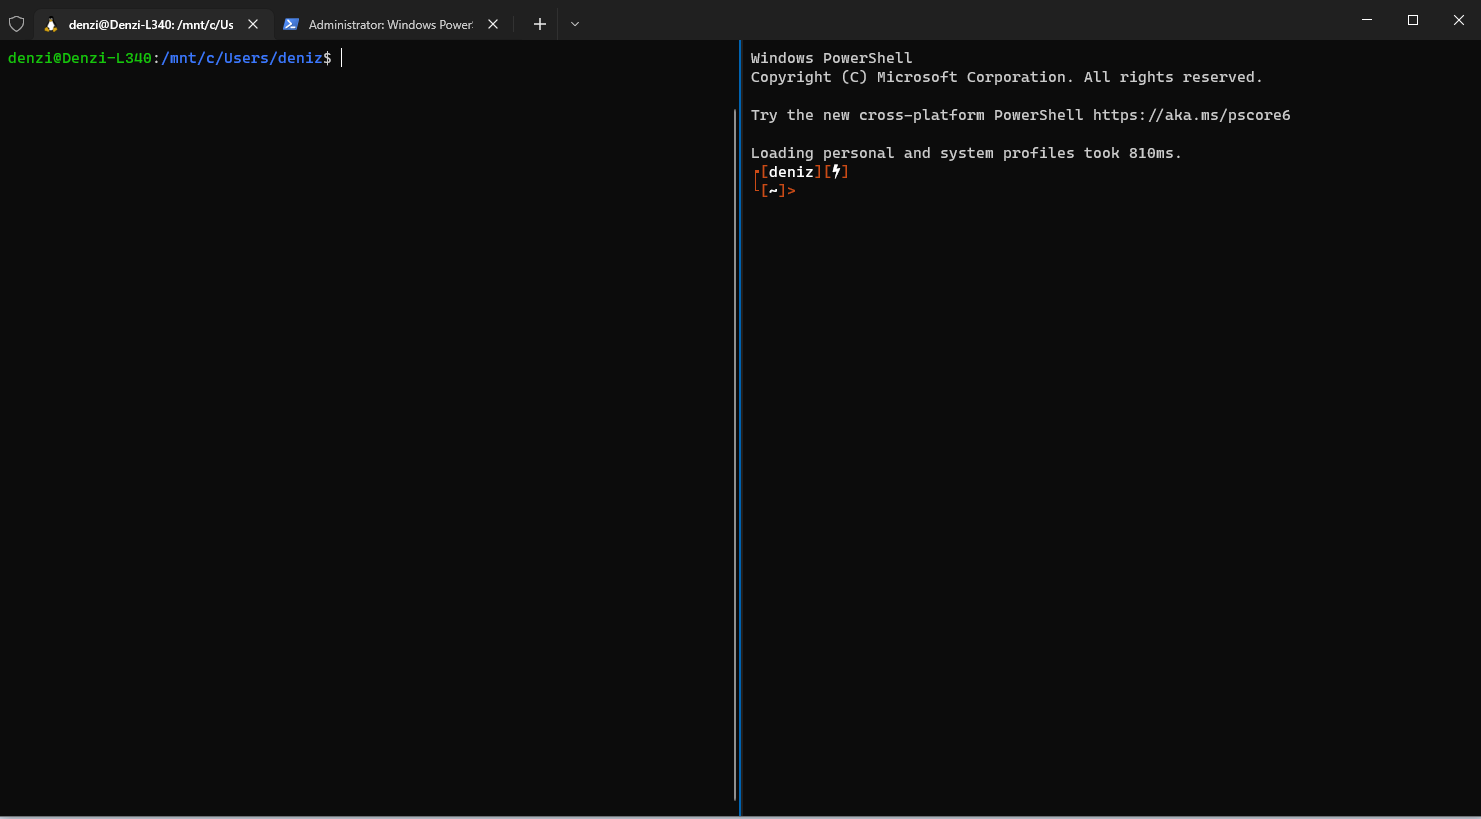 denzi@Denzi-L340: /mnt/c/Us
Administrator: Windows Power
denzi@Denzi-L340:/mnt/c/Users/deniz$
Windows PowerShell
Copyright (C) Microsoft Corporation. All rights reserved.
Try the new cross-platform PowerShell https://aka.ms/pscore6
Loading personal and system profiles took 810ms.
┌[deniz][⚡]
└[~]>